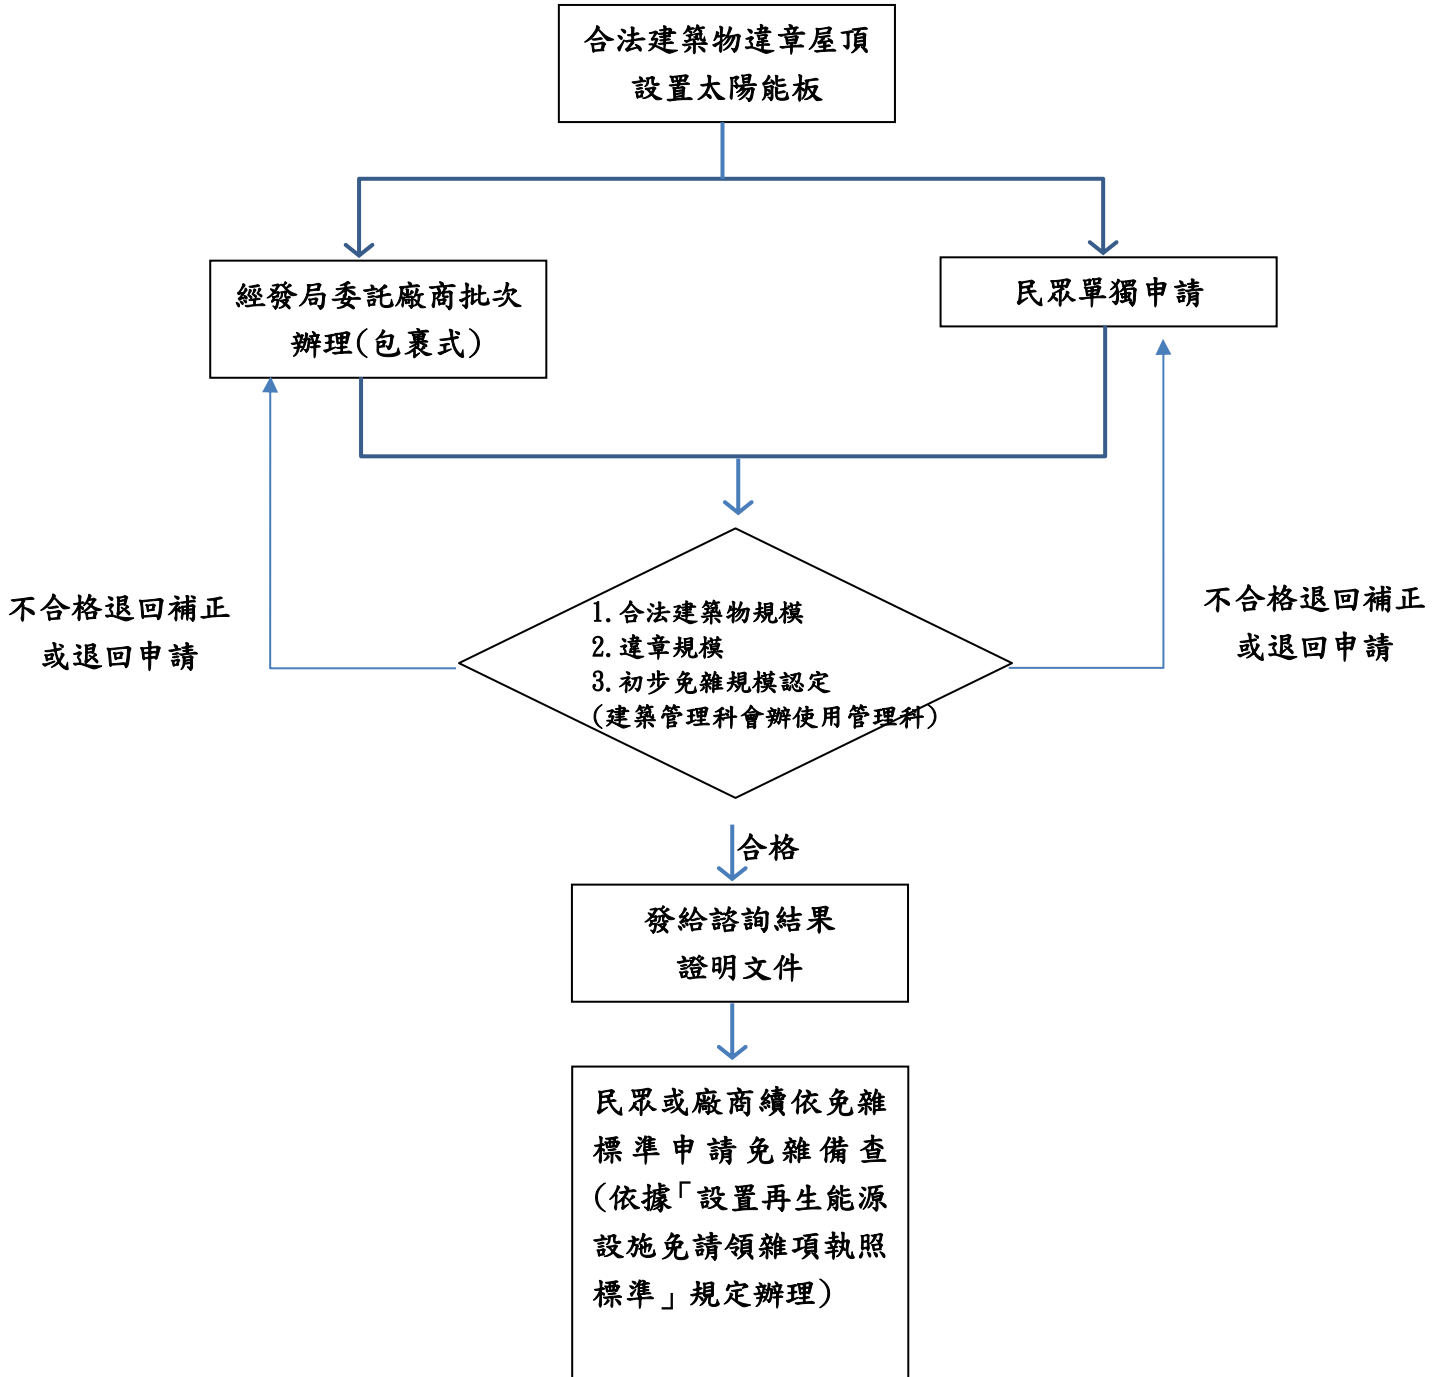 合法建築物違章屋頂
設置太陽能板
經發局委託廠商批次
辦理(包裹式)
民眾單獨申請
不合格退回補正
或退回申請
1. 合法建築物規模
2. 違章規模
3. 初步免雜規模認定
(建築管理科會辦使用管理科)
不合格退回補正
或退回申請
合格
發給諮詢結果
證明文件
民眾或廠商續依免雜
標準申請免雜備查
(依據「設置再生能源
設施免請領雜項執照
標準」規定辦理)